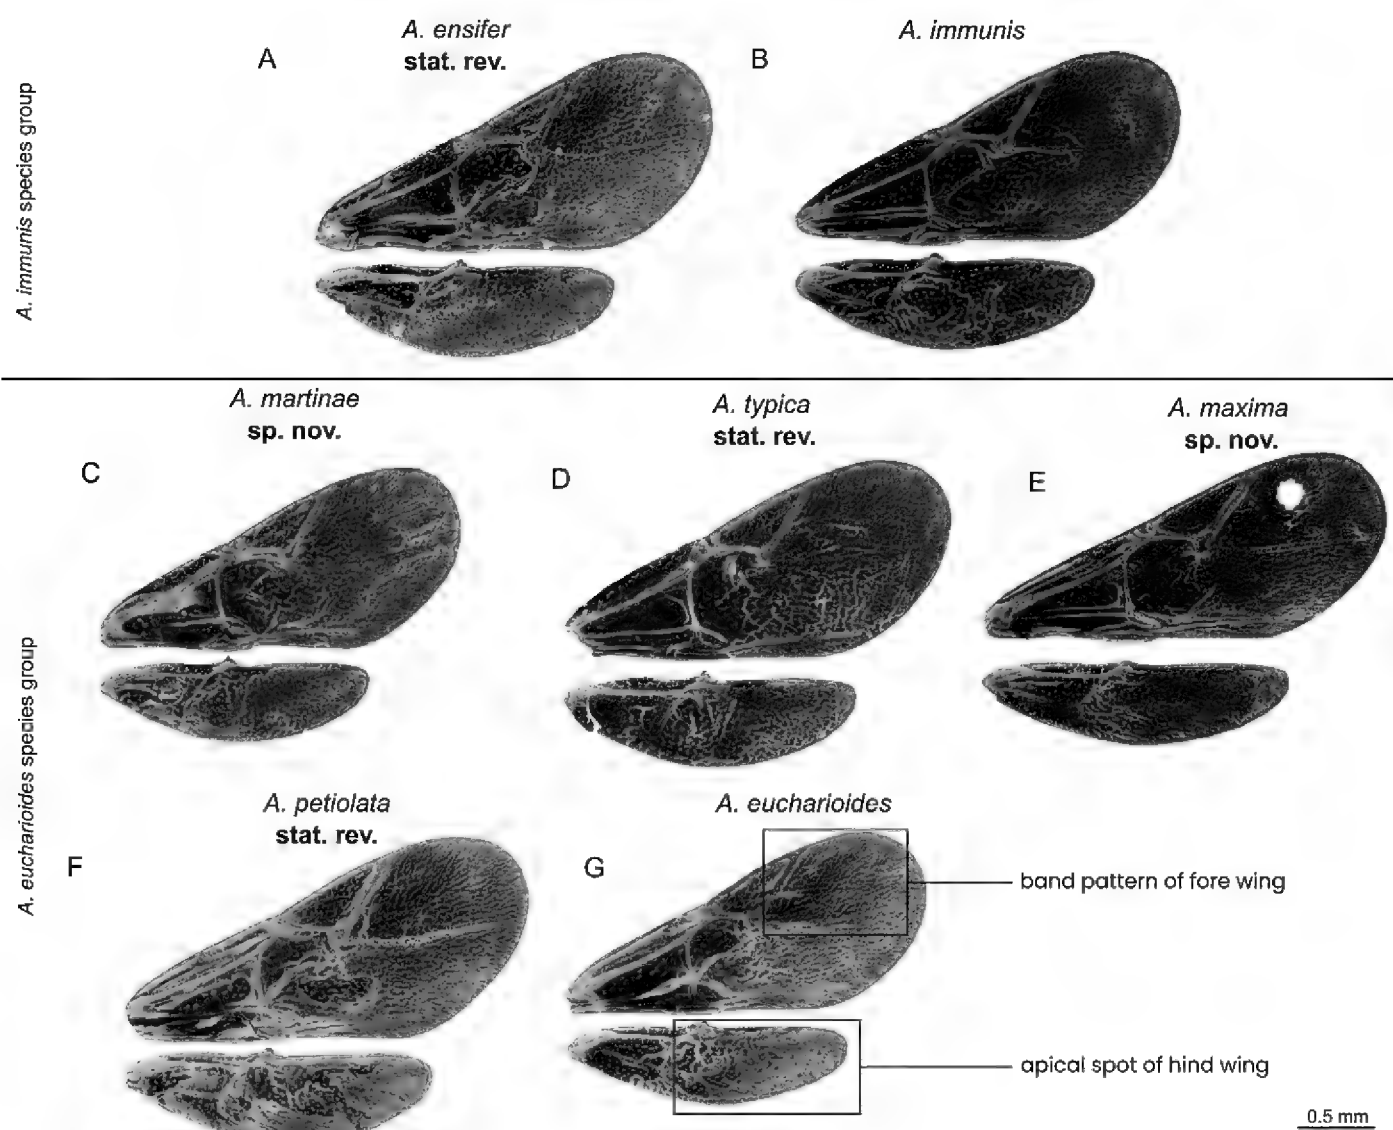 A. immunis species group
A
A. ensifer
stat. rev.
B
A. immunis
A. eucharioides species group
A. martinae
sp. nov.
C
A. typica
stat. rev.
D
A. maxima
sp. nov.
E
A. petiolata
stat. rev.
F
A. eucharioides
G
band pattern of fore wing
apical spot of hind wing
0.5 mm